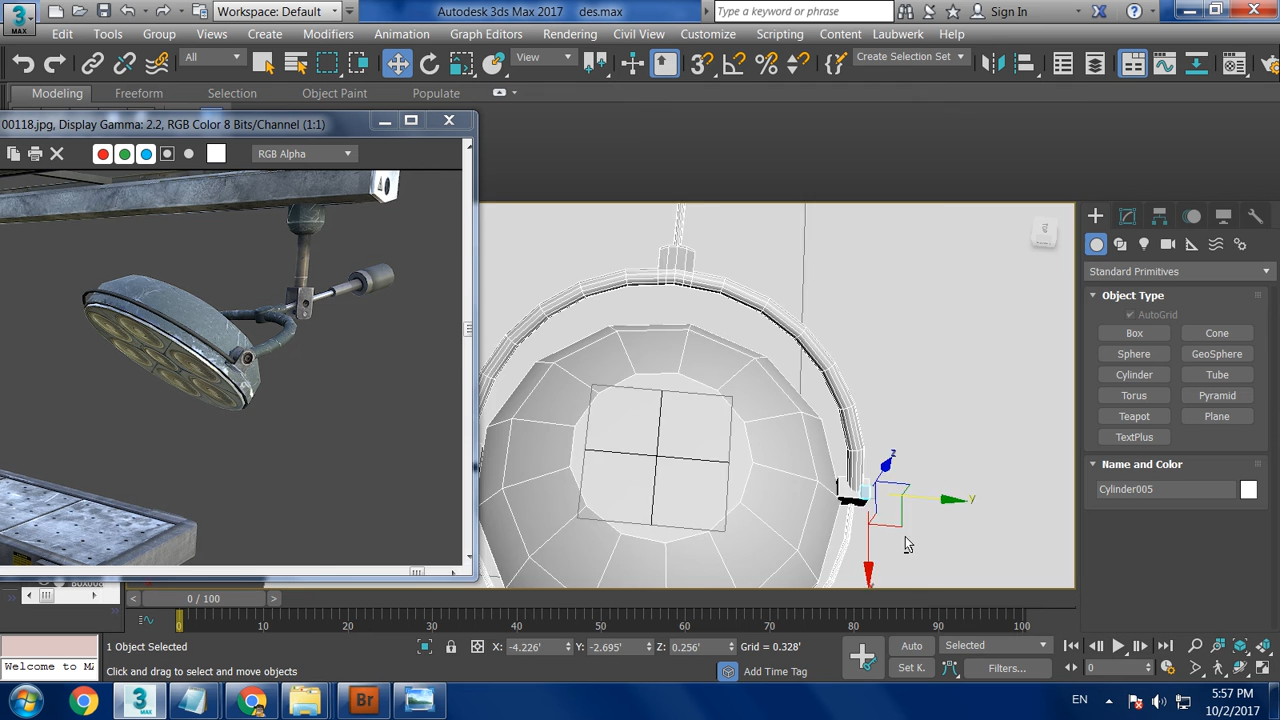 MAX
Workspace: Default
Autodesk 3ds Max 2017 des.max
Type a keyword or phrase
Sign In
Edit Tools Group Views Create Modifiers Animation Graph Editors Rendering Civil View Customize Scripting Content Laubwerk Help
All
View
Create Selection Set
Modeling Freeform Selection Object Paint Populate
00118.jpg, Display Gamma: 2.2, RGB Color 8 Bits/Channel (1:1)
RGB Alpha
z
y
Standard Primitives
Object Type
AutoGrid
Box Cone
Sphere GeoSphere
Cylinder Tube
Torus Pyramid
Teapot Plane
TextPlus
Name and Color
Cylinder005
0 / 100
0 10 20 30 40 50 60 70 80 90 100
1 Object Selected
X: -4.226' Y: -2.695' Z: 0.256' Grid = 0.328'
Auto Selected
Welcome to M
Click and drag to select and move objects
Add Time Tag
Set K. Filters...
0
Br
EN
5:57 PM
10/2/2017